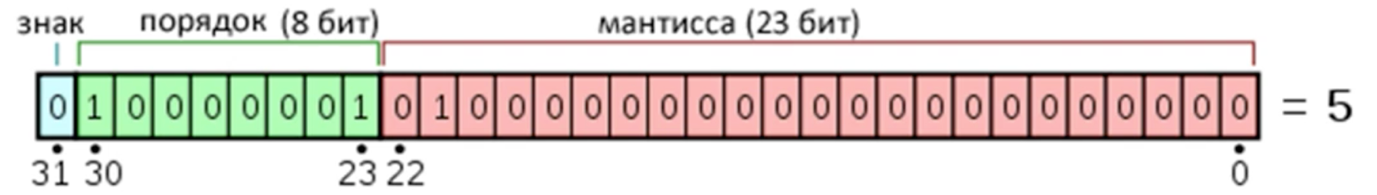 знак порядок (8 бит) мантисса (23 бит)
0 1 0 0 0 0 0 0 1 0 1 0 0 0 0 0 0 0 0 0 0 0 0 0 0 0 0 0 0 0 0 0 = 5
31 30 23 22 0